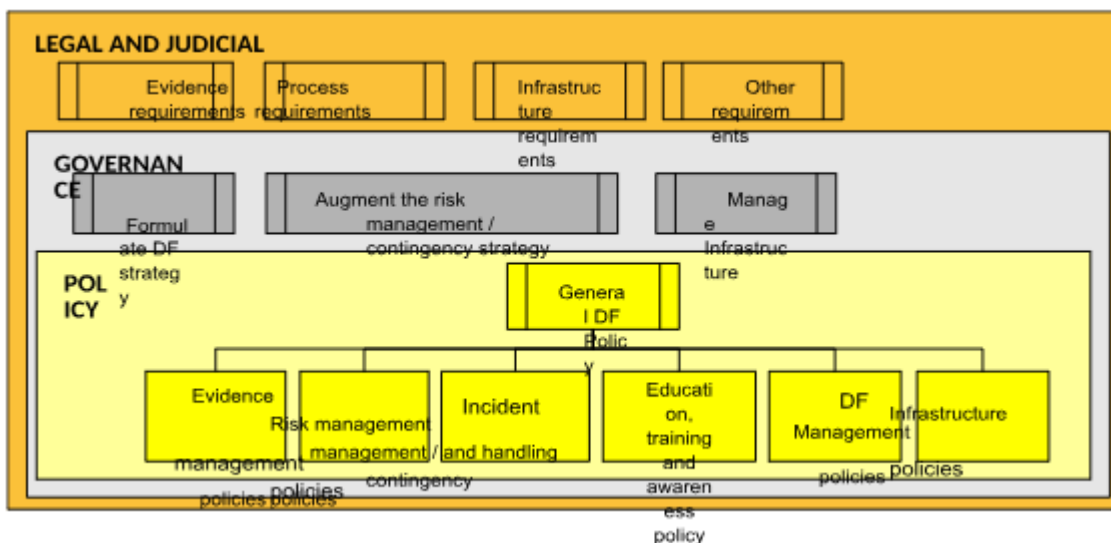 LEGAL AND JUDICIAL
Evidence
requirements
Process
requirements
Infrastruc
ture
requirem
ents
Other
requirem
ents
GOVERNAN
CE
Formul
ate DF
strateg
y
Augment the risk
management /
contingency strategy
Manag
e
Infrastruc
ture
POL
ICY
Genera
l DF
Polic
y
Evidence
management
policies
Risk management
management / and handling
contingency
policies
policies
Incident
Educati
on,
training
and
awaren
ess
policy
DF
Management
policies
Infrastructure
policies